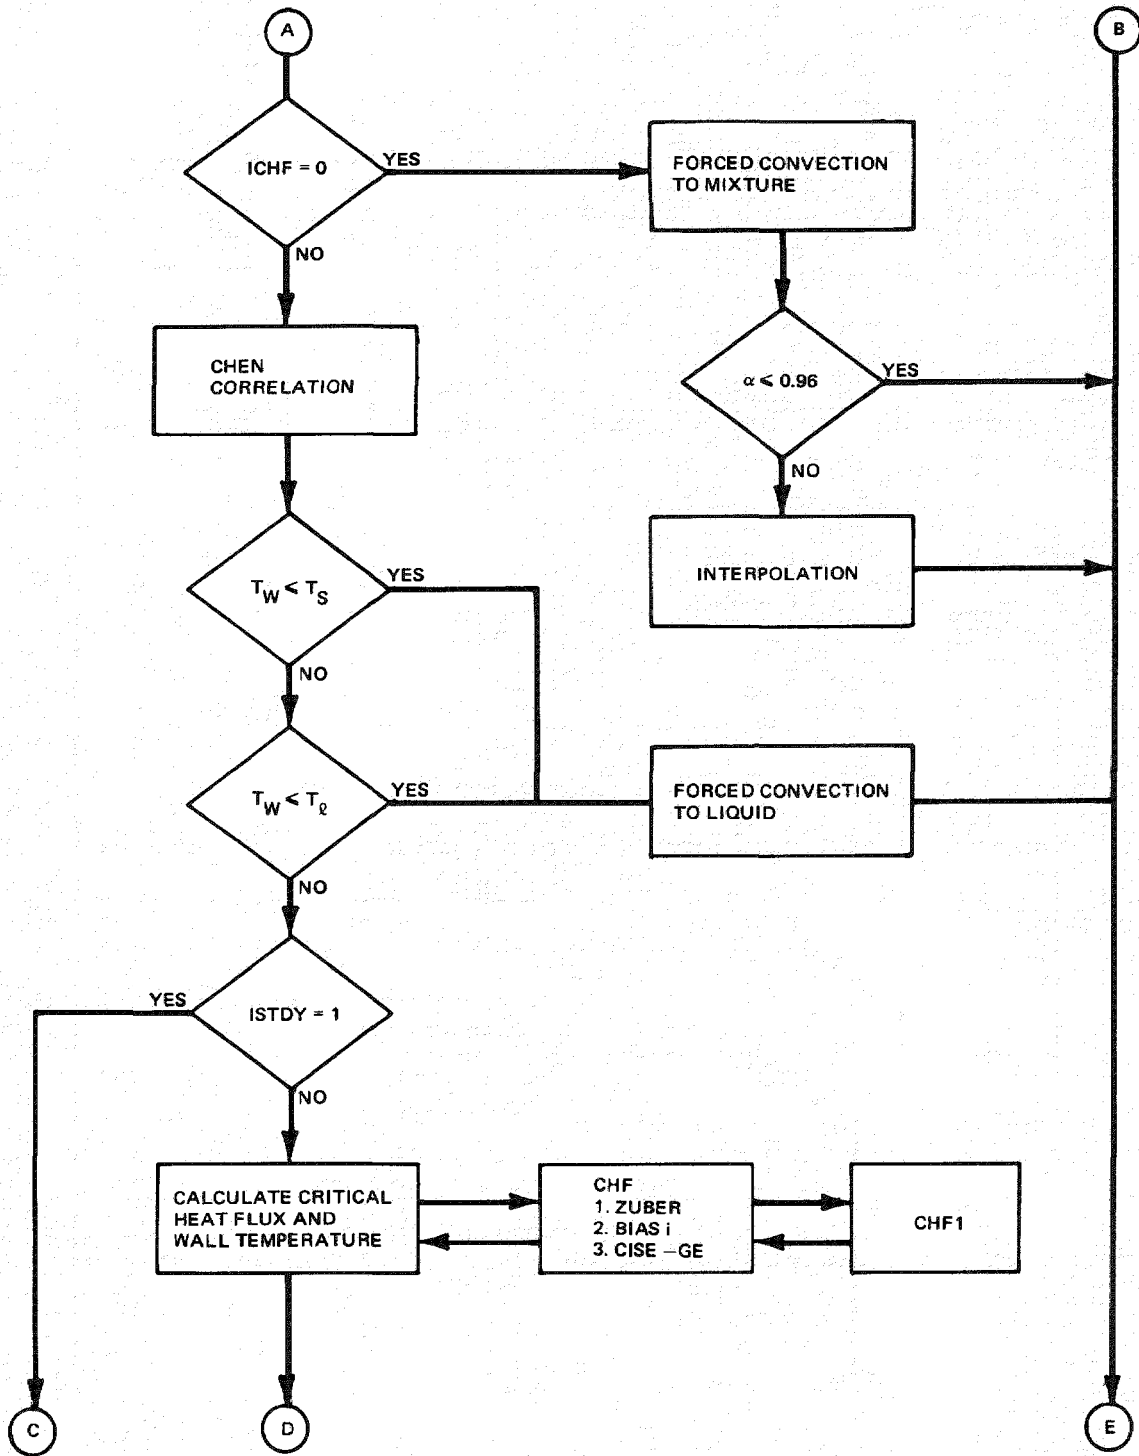 A
B
ICHF = 0
YES
FORCED CONVECTION
TO MIXTURE
NO
CHEN
CORRELATION
α ≤ 0.96
YES
NO
INTERPOLATION
T_W < T_S
YES
NO
T_W < T_ℓ
YES
FORCED CONVECTION
TO LIQUID
NO
YES
ISTDY = 1
NO
CALCULATE CRITICAL
HEAT FLUX AND
WALL TEMPERATURE
CHF
1. ZUBER
2. BIAS i
3. CISE –GE
CHF1
C
D
E